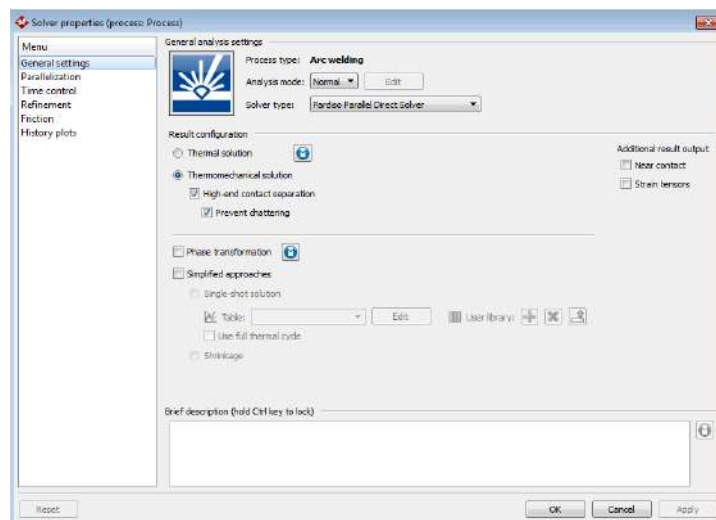 Solver properties (process: Process)
Menu
General settings
Parallelization
Time control
Refinement
Friction
History plots
General analysis settings
Process type: Arc welding
Analysis mode: Normal Edit
Solver type: Pardiso Parallel Direct Solver
Result configuration
Thermal solution
Thermomechanical solution
High-end contact separation
Prevent chattering
Additional result output
Near contact
Strain tensors
Phase transformation
Simplified approaches
Single-shot solution
Table: Edit User library:
Use full thermal cycle
Shrinkage
Brief description (hold Ctrl key to lock)
Reset OK Cancel Apply